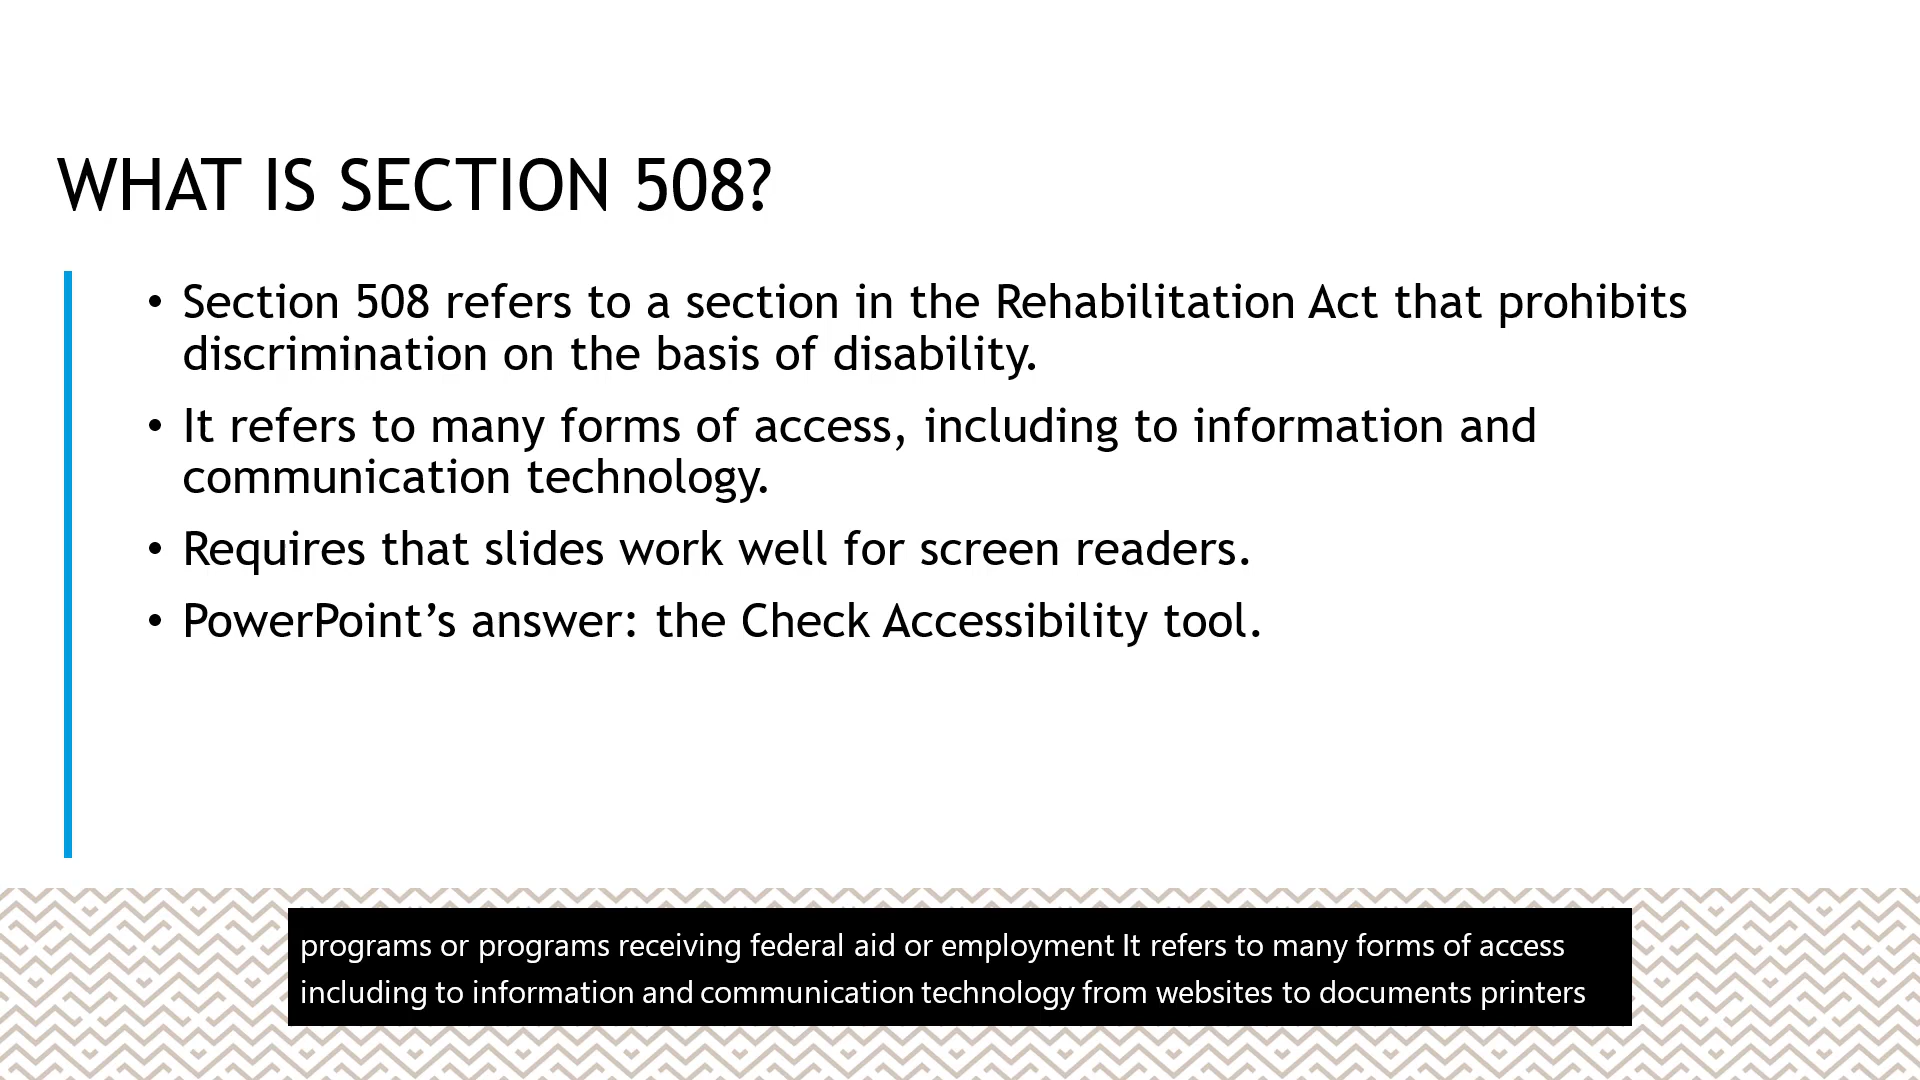 WHAT IS SECTION 508?
• Section 508 refers to a section in the Rehabilitation Act that prohibits
discrimination on the basis of disability.
• It refers to many forms of access, including to information and
communication technology.
• Requires that slides work well for screen readers.
• PowerPoint’s answer: the Check Accessibility tool.
programs or programs receiving federal aid or employment It refers to many forms of access
including to information and communication technology from websites to documents printers